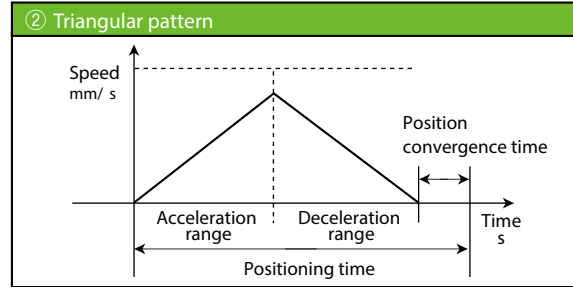 ② Triangular pattern
Speed
mm/ s
Position
convergence time
Acceleration
range
Deceleration
range
Time
s
Positioning time